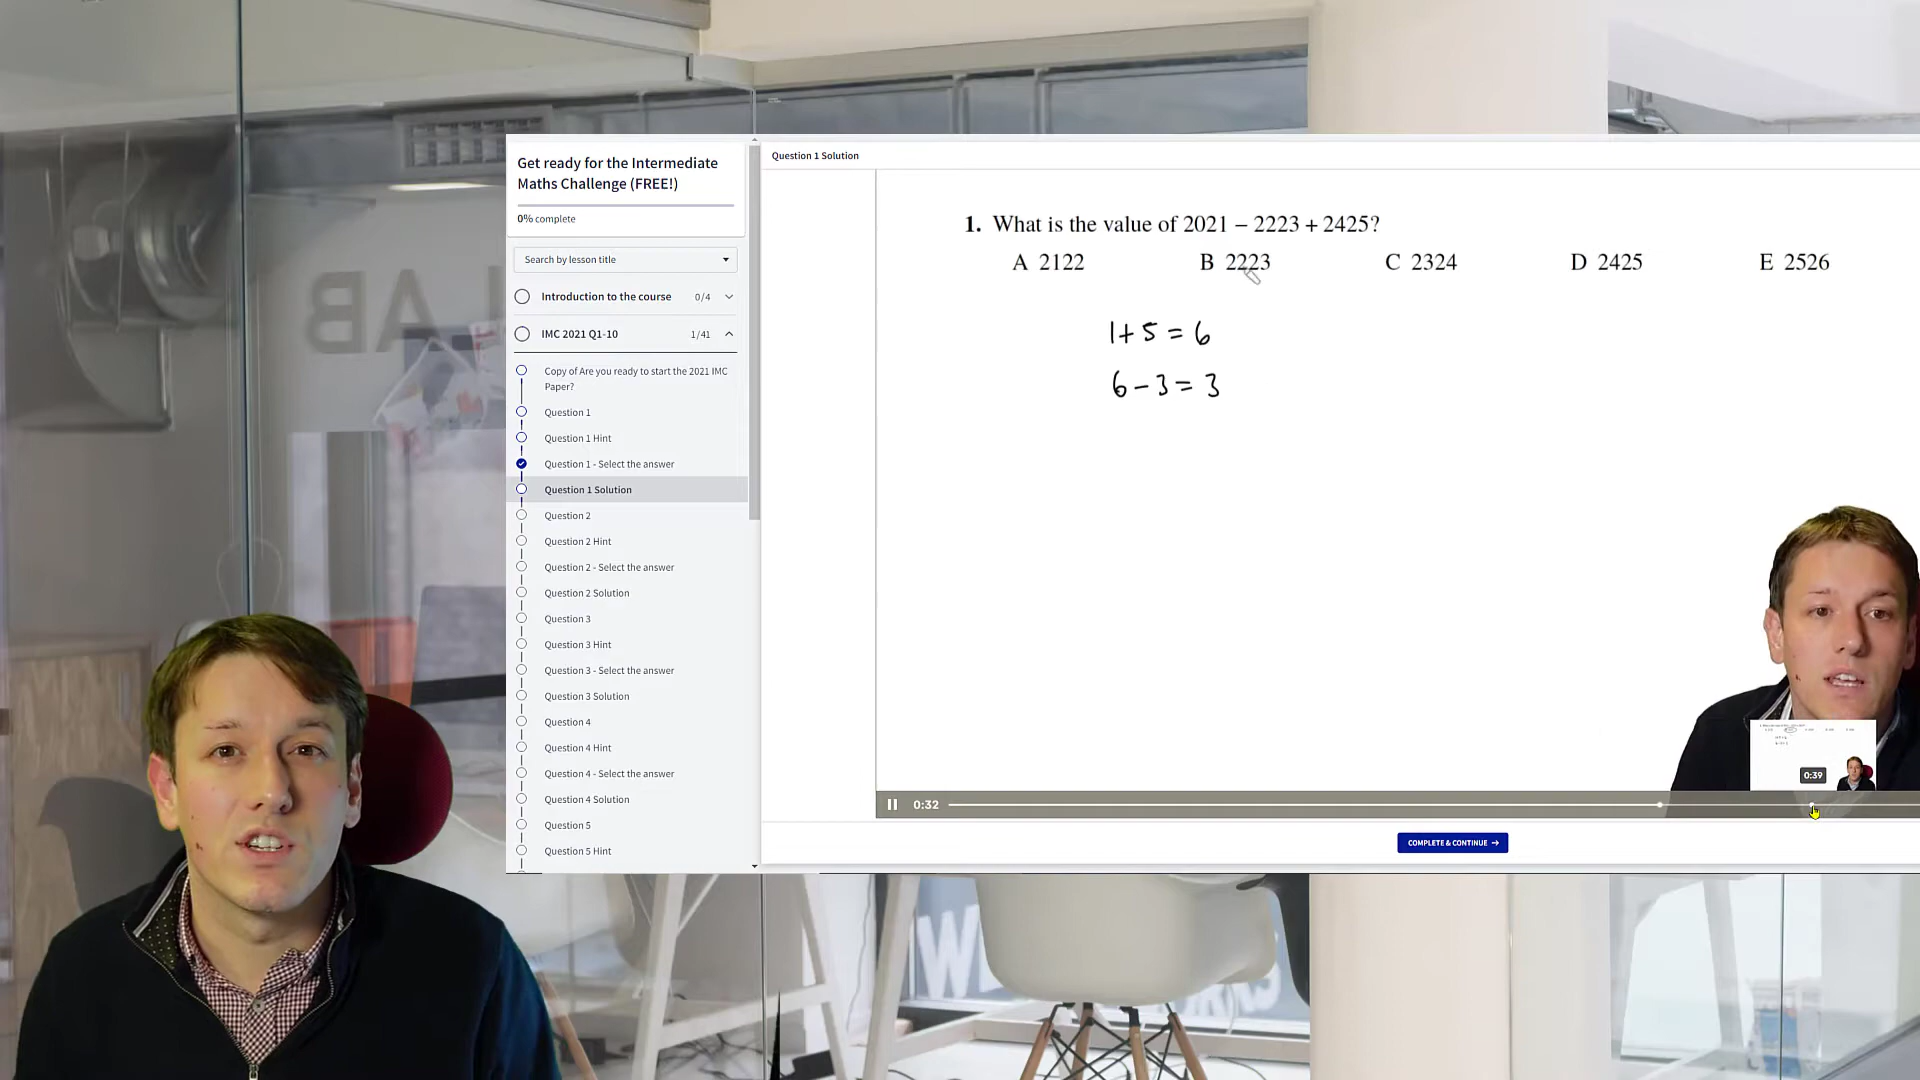 Get ready for the Intermediate
Maths Challenge (FREE!)
0% complete
Search by lesson title
Introduction to the course 0/4
IMC 2021 Q1-10 1/41
Copy of Are you ready to start the 2021 IMC
Paper?
Question 1
Question 1 Hint
Question 1 - Select the answer
Question 1 Solution
Question 2
Question 2 Hint
Question 2 - Select the answer
Question 2 Solution
Question 3
Question 3 Hint
Question 3 - Select the answer
Question 3 Solution
Question 4
Question 4 Hint
Question 4 - Select the answer
Question 4 Solution
Question 5
Question 5 Hint
Question 1 Solution
1. What is the value of 2021 − 2223 + 2425?
A 2122 B 2223 C 2324 D 2425 E 2526
1+5=6
6-3=3
0:39
0:32
COMPLETE & CONTINUE →